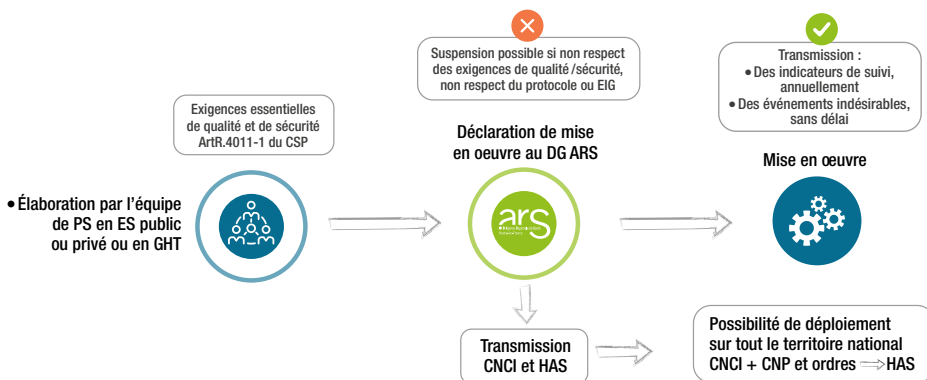 Suspension possible si non respect
des exigences de qualité/sécurité,
non respect du protocole ou EIG
Transmission :
• Des indicateurs de suivi,
annuellement
• Des événements indésirables,
sans délai
Exigences essentielles
de qualité et de sécurité
ArtR.4011-1 du CSP
Déclaration de mise
en oeuvre au DG ARS
Mise en œuvre
• Élaboration par l'équipe
de PS en ES public
ou privé ou en GHT
ars
Transmission
CNCI et HAS
Possibilité de déploiement
sur tout le territoire national
CNCI + CNP et ordres ⇒ HAS